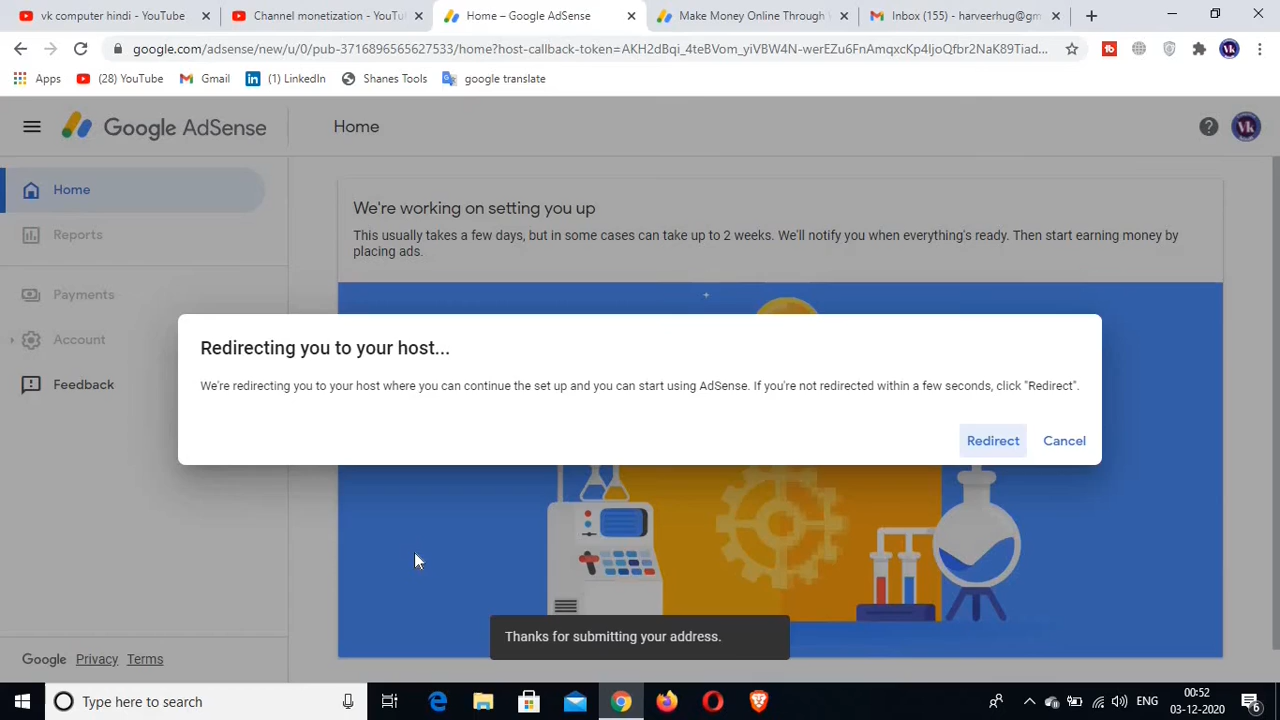 vk computer hindi - YouTube
Channel monetization - YouTu
Home – Google AdSense
Make Money Online Through
Inbox (155) - harveerhug@gm
google.com/adsense/new/u/0/pub-3716896565627533/home?host-callback-token=AKH2dBqi_4teBVom_yiVBW4N-werEZu6FnAmqxcKp4IjoQfbr2NaK89Tiad...
Apps
(28) YouTube
Gmail
(1) LinkedIn
Shanes Tools
google translate
Google AdSense
Home
Vk
Home
Reports
Payments
Account
Feedback
We're working on setting you up
This usually takes a few days, but in some cases can take up to 2 weeks. We'll notify you when everything's ready. Then start earning money by
placing ads.
Redirecting you to your host...
We're redirecting you to your host where you can continue the set up and you can start using AdSense. If you're not redirected within a few seconds, click "Redirect".
Redirect
Cancel
Thanks for submitting your address.
Google
Privacy
Terms
Type here to search
ENG
00:52
03-12-2020
6